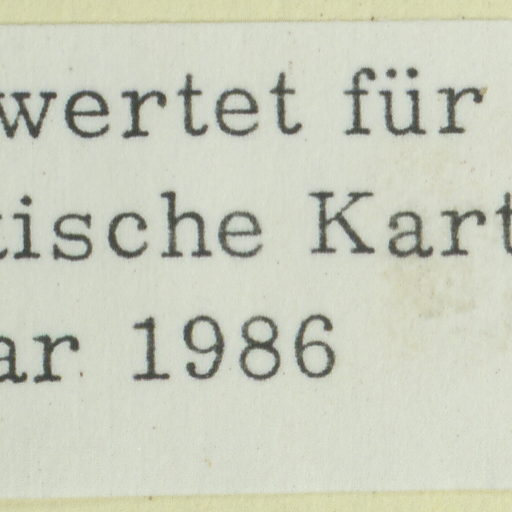 wertet für
tische Kart
ar 1986